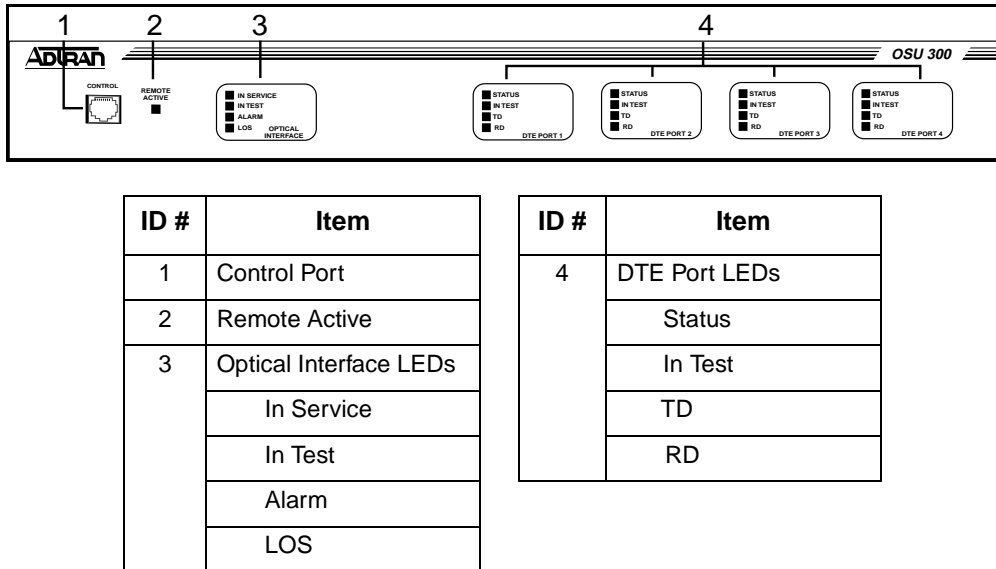 1 2 3 4
ADTRAN
OSU 300
CONTROL
REMOTE
ACTIVE
IN SERVICE
IN TEST
ALARM
LOS
OPTICAL
INTERFACE
STATUS
IN TEST
TD
RD
DTE PORT 1
STATUS
IN TEST
TD
RD
DTE PORT 2
STATUS
IN TEST
TD
RD
DTE PORT 3
STATUS
IN TEST
TD
RD
DTE PORT 4
ID # Item
1 Control Port
2 Remote Active
3 Optical Interface LEDs
In Service
In Test
Alarm
LOS
ID # Item
4 DTE Port LEDs
Status
In Test
TD
RD